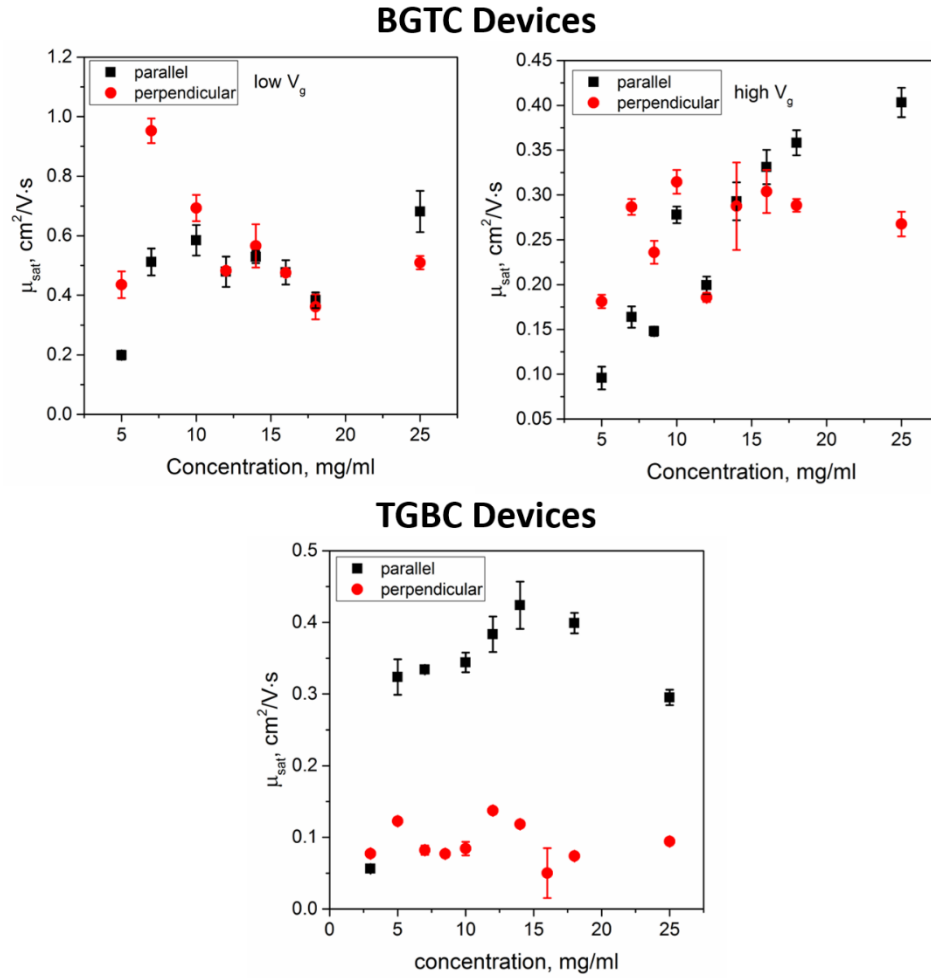 BGTC Devices
parallel
perpendicular
low Vg
1.2
1.0
0.8
0.6
0.4
0.2
0.0
μsat, cm²/V·s
5
10
15
20
25
Concentration, mg/ml
parallel
perpendicular
high Vg
0.45
0.40
0.35
0.30
0.25
0.20
0.15
0.10
0.05
μsat, cm²/V·s
5
10
15
20
25
Concentration, mg/ml
TGBC Devices
parallel
perpendicular
0.5
0.4
0.3
0.2
0.1
0.0
μsat, cm²/V·s
0
5
10
15
20
25
concentration, mg/ml